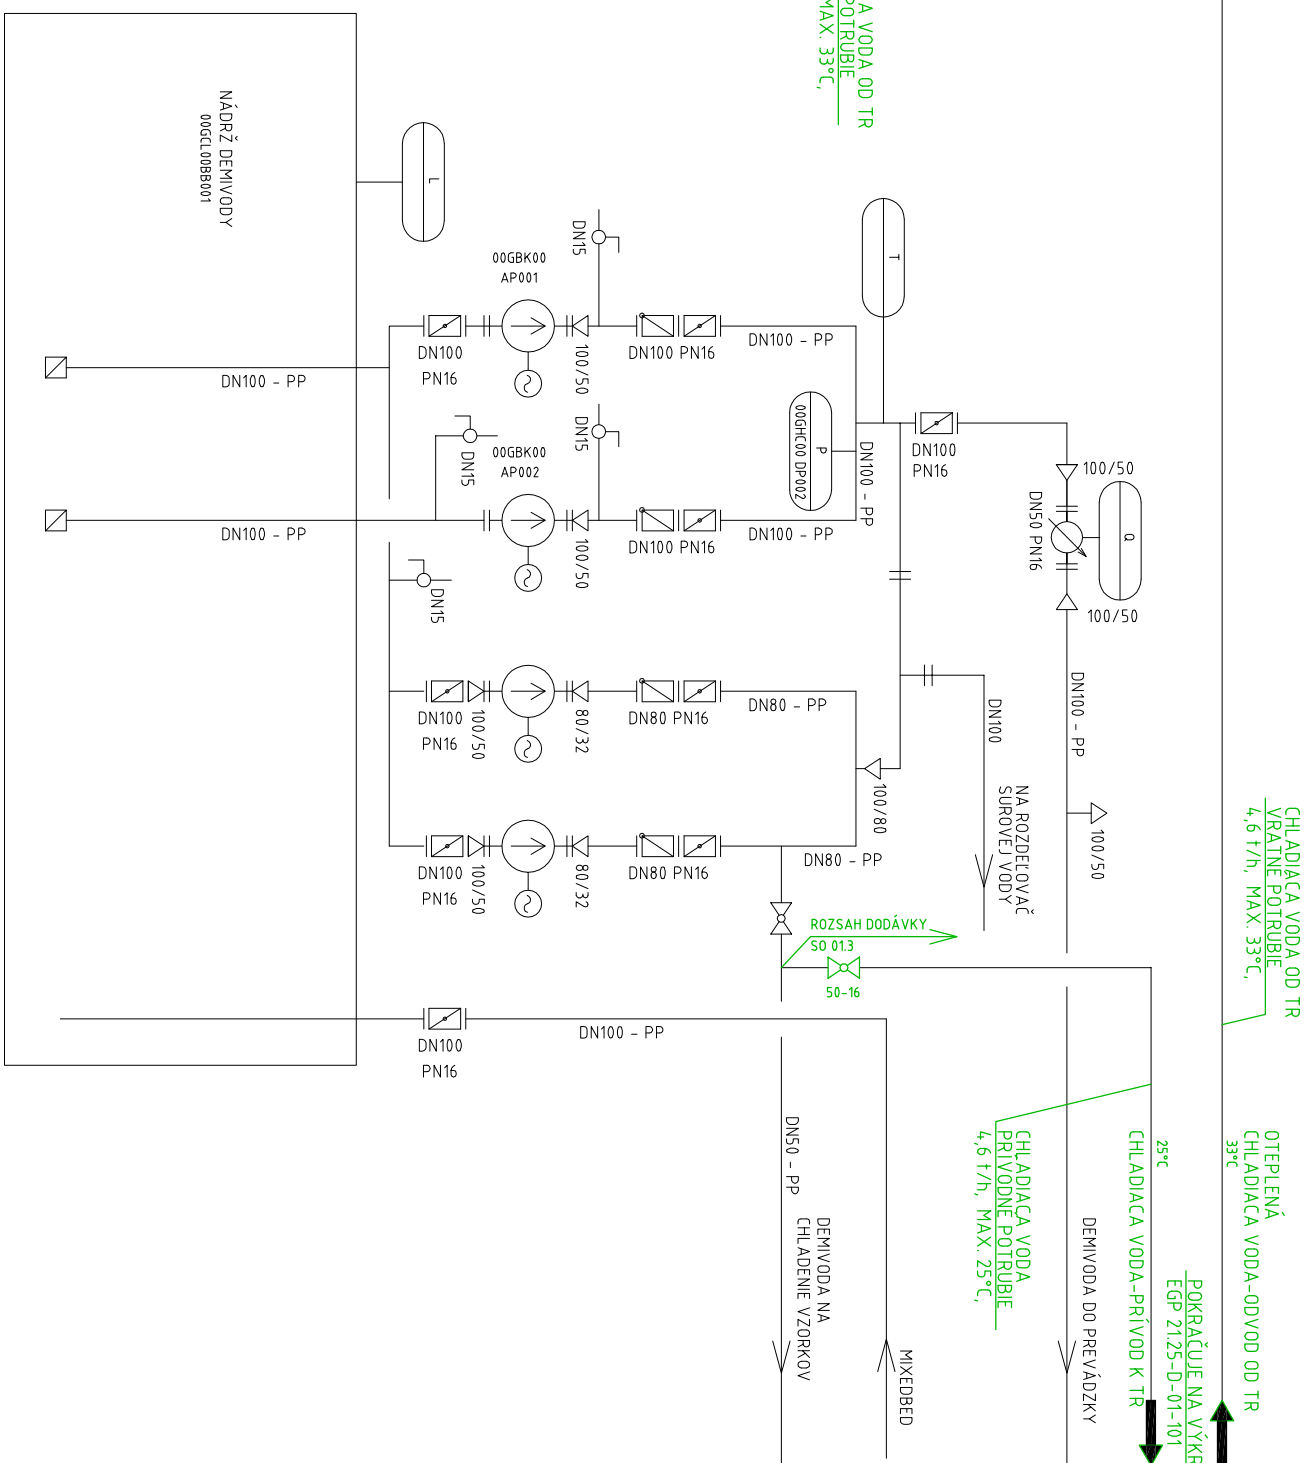 A VODA OD TR
POTRUBIE
MAX. 33°C,
NÁDRŽ DEMIVODY
00GCL00BB001
L
T
DN15
00GBK00
AP001
100/50
DN100
PN16
DN100 PN16
DN100 - PP
DN100 - PP
P
00GHC00 DP002
DN100 - PP
DN100
PN16
100/50
DN50 PN16
Q
100/50
DN15
DN15
00GBK00
AP002
100/50
DN100 PN16
DN100 - PP
DN100 - PP
DN15
DN100
PN16
100/50
80/32
DN80 PN16
DN80 - PP
DN100
DN100 - PP
100/80
NA ROZDEĽOVAČ
SUROVEJ VODY
100/50
DN100
PN16
100/50
80/32
DN80 PN16
DN80 - PP
ROZSAH DODÁVKY
SO 01.3
50-16
CHLADIACA VODA OD TR
VRATNÉ POTRUBIE
4,6 t/h, MAX. 33°C,
DN100
PN16
DN100 - PP
DN50 - PP
DEMIVODA NA
CHLADENIE VZORKOV
MIXEDBED
CHLADIACA VODA
PRÍVODNÉ POTRUBIE
4,6 t/h, MAX. 25°C,
DEMIVODA DO PREVÁDZKY
25°C
CHLADIACA VODA-PRÍVOD K TR
POKRAČUJE NA VÝKR
EGP 2125-D-01-101
OTEPLENÁ
CHLADIACA VODA-ODVOD OD TR
33°C